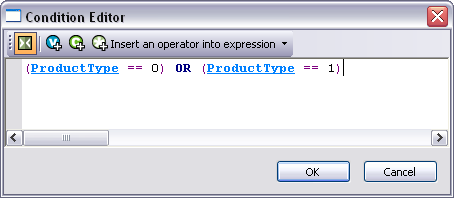 Condition Editor
Insert an operator into expression
(ProductType == 0) OR (ProductType == 1)
OK
Cancel